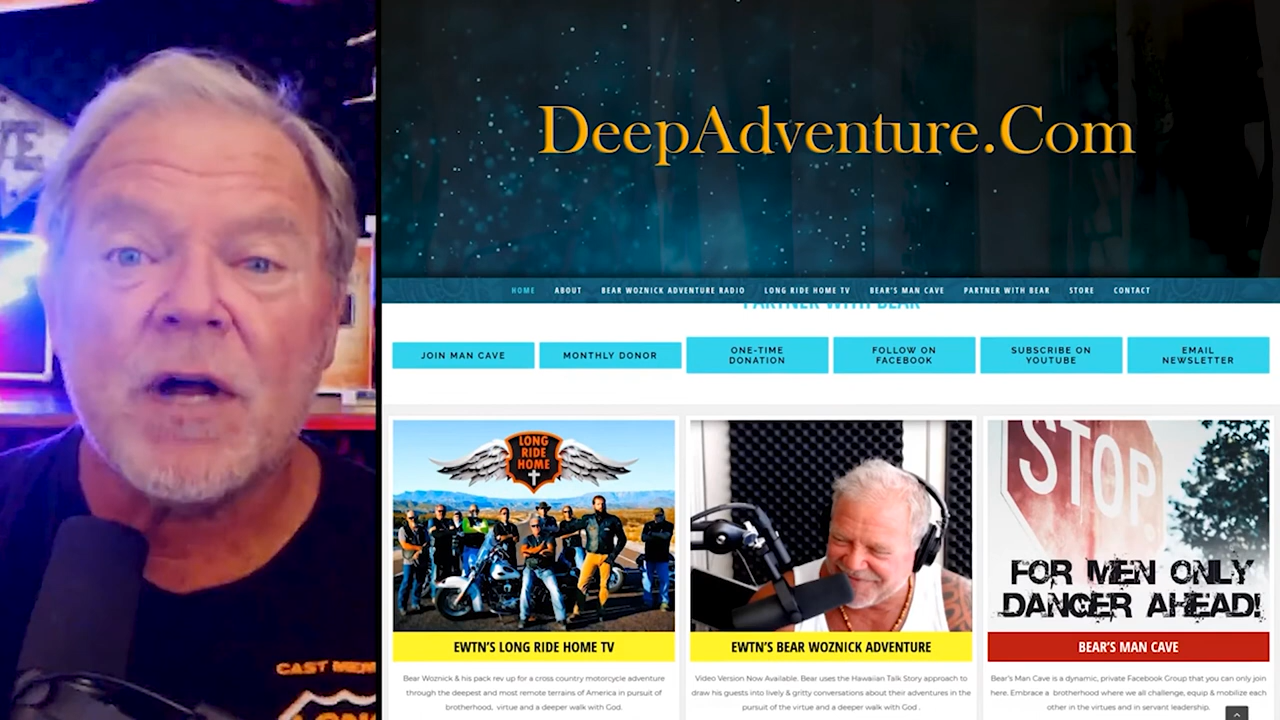 DeepAdventure.Com
HOME ABOUT BEAR WOZNICK ADVENTURE RADIO LONG RIDE HOME TV BEAR'S MAN CAVE PARTNER WITH BEAR STORE CONTACT
PARTNER WITH BEAR
JOIN MAN CAVE
MONTHLY DONOR
ONE-TIME
DONATION
FOLLOW ON
FACEBOOK
SUBSCRIBE ON
YOUTUBE
EMAIL
NEWSLETTER
LONG
RIDE
HOME
EWTN'S LONG RIDE HOME TV
Bear Woznick & his pack rev up for a cross country motorcycle adventure
through the deepest and most remote terrains of America in pursuit of
brotherhood, virtue and a deeper walk with God.
EWTN'S BEAR WOZNICK ADVENTURE
Video Version Now Available. Bear uses the Hawaiian Talk Story approach to
draw his guests into lively & gritty conversations about their adventures in the
pursuit of the virtue and a deeper walk with God .
STOP
FOR MEN ONLY
DANGER AHEAD!
BEAR'S MAN CAVE
Bear's Man Cave is a dynamic, private Facebook Group that you can only join
here. Embrace a brotherhood where we all challenge, equip & mobilize each
other in the virtues and in servant leadership.
CAST